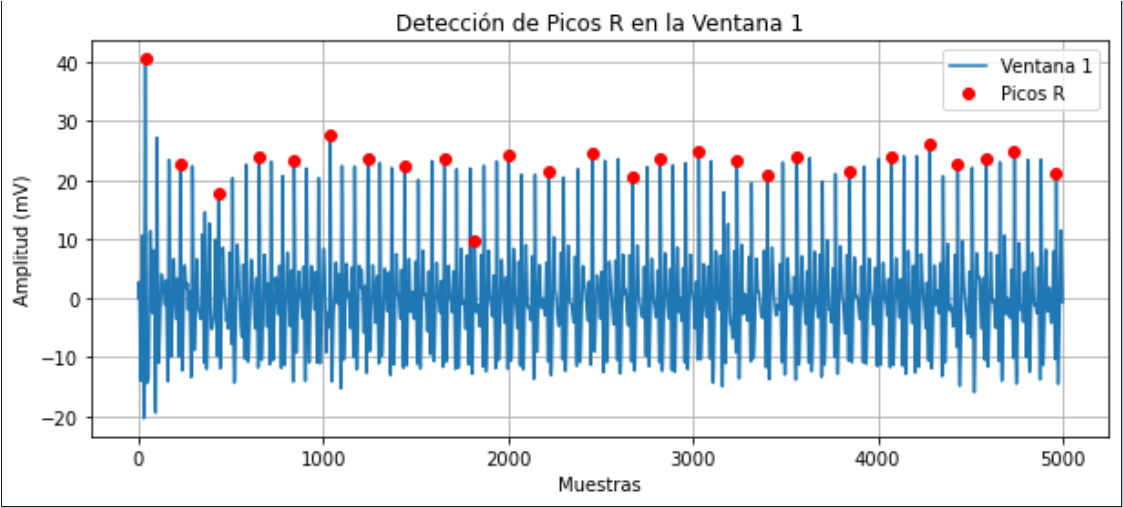 Detección de Picos R en la Ventana 1
Amplitud (mV)
40
30
20
10
0
−10
−20
Ventana 1
Picos R
0 1000 2000 3000 4000 5000
Muestras